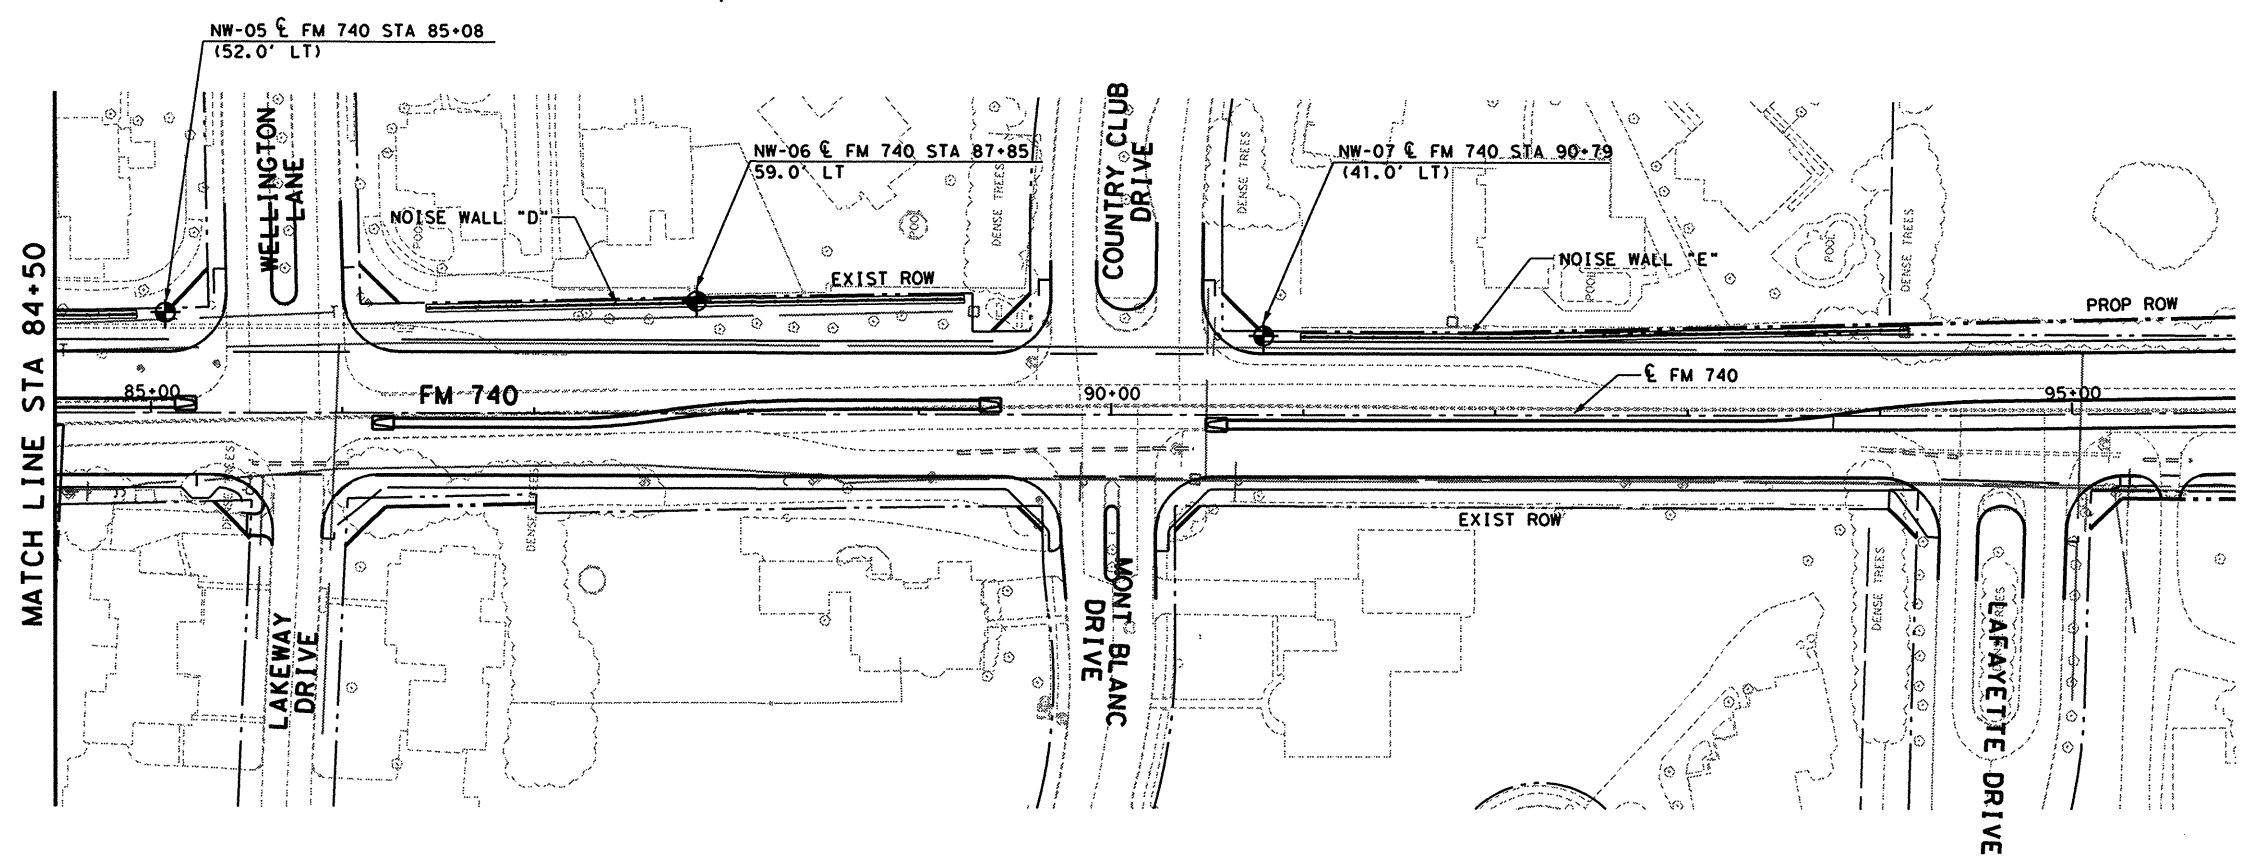 NW-05 ℄ FM 740 STA 85+08
(52.0' LT)
MATCH LINE STA 84+50
WELLINGTON
LANE
NOISE WALL "D"
NW-06 ℄ FM 740 STA 87+85
59.0' LT
EXIST ROW
POOL
POOL
DENSE TREES
COUNTRY CLUB
DRIVE
DENSE TREES
NW-07 ℄ FM 740 STA 90+79
(41.0' LT)
NOISE WALL "E"
POOL
POOL
DENSE TREES
PROP ROW
85+00
FM 740
90+00
℄ FM 740
95+00
DENSE TREES
DENSE TREES
EXIST ROW
LAKEWAY
DRIVE
MONT BLANC
DRIVE
DENSE TREES
LAFAYETTE DRIVE